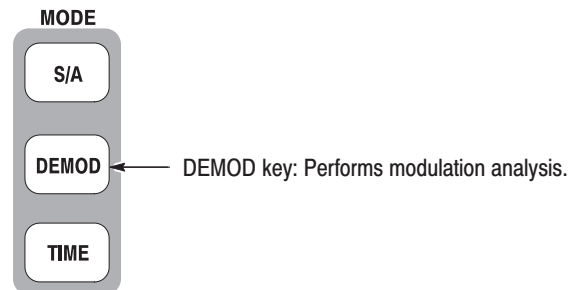 MODE
S/A
DEMOD
DEMOD key: Performs modulation analysis.
TIME